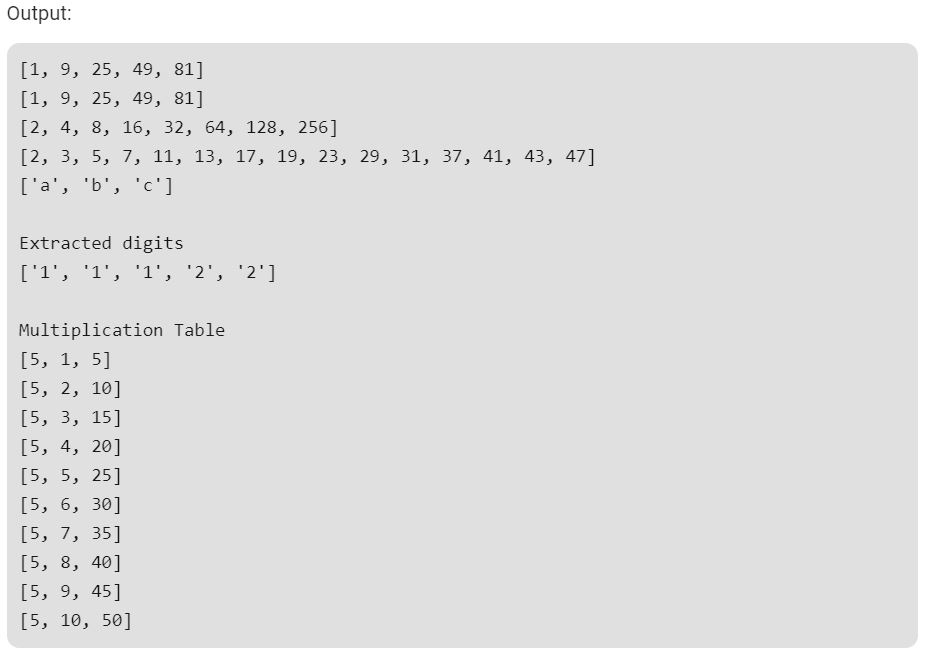 Output:
[1, 9, 25, 49, 81]
[1, 9, 25, 49, 81]
[2, 4, 8, 16, 32, 64, 128, 256]
[2, 3, 5, 7, 11, 13, 17, 19, 23, 29, 31, 37, 41, 43, 47]
['a', 'b', 'c']
Extracted digits
['1', '1', '1', '2', '2']
Multiplication Table
[5, 1, 5]
[5, 2, 10]
[5, 3, 15]
[5, 4, 20]
[5, 5, 25]
[5, 6, 30]
[5, 7, 35]
[5, 8, 40]
[5, 9, 45]
[5, 10, 50]